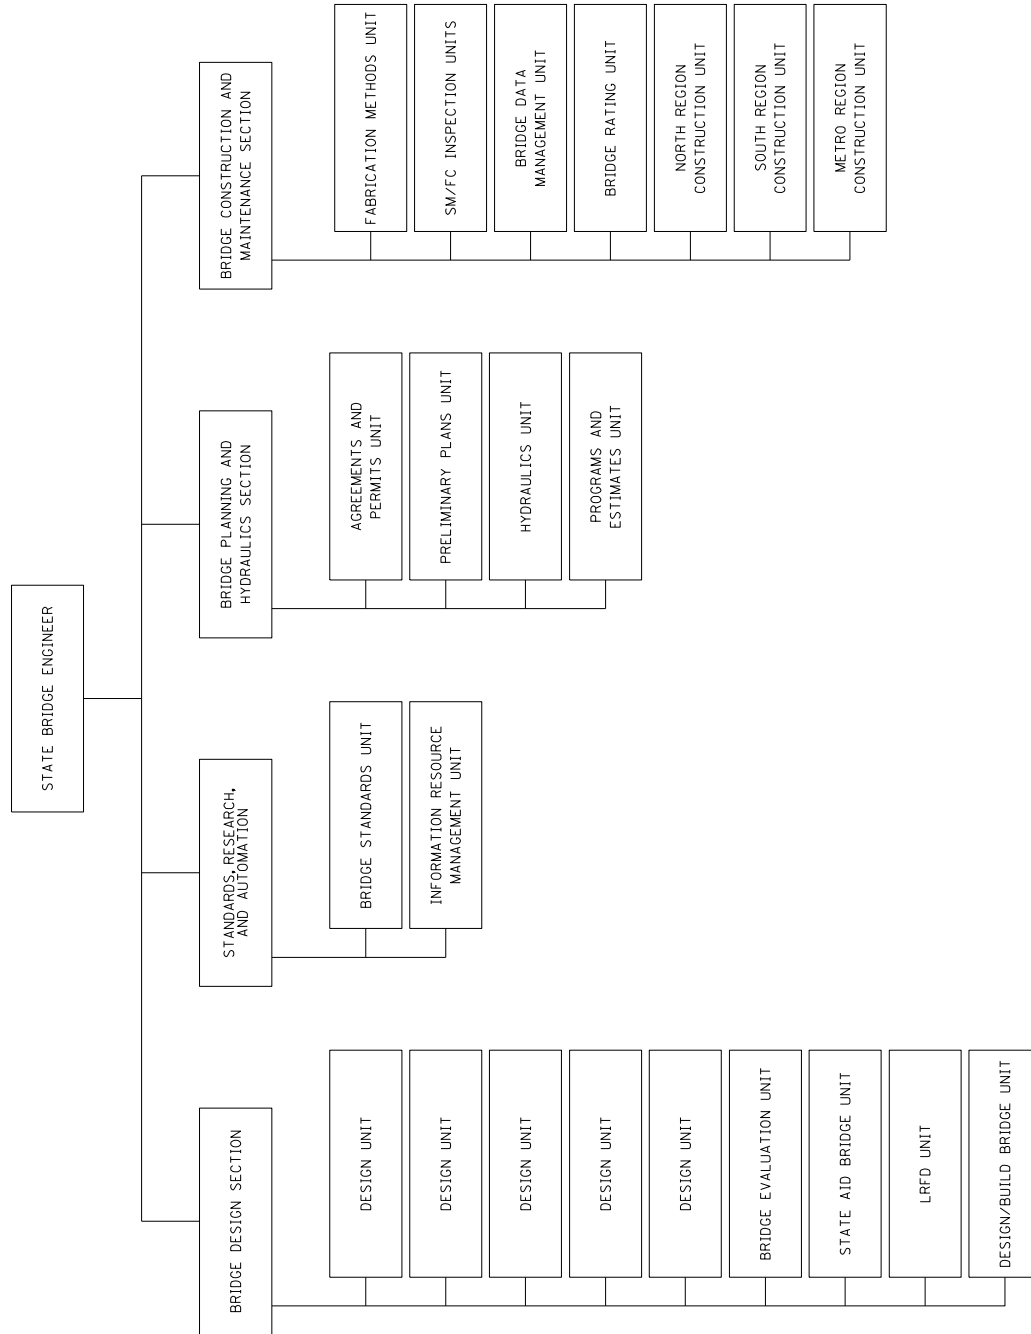 STATE BRIDGE ENGINEER
BRIDGE DESIGN SECTION
DESIGN UNIT
DESIGN UNIT
DESIGN UNIT
DESIGN UNIT
DESIGN UNIT
BRIDGE EVALUATION UNIT
STATE AID BRIDGE UNIT
LRFD UNIT
DESIGN/BUILD BRIDGE UNIT
STANDARDS, RESEARCH,
AND AUTOMATION
BRIDGE STANDARDS UNIT
INFORMATION RESOURCE
MANAGEMENT UNIT
BRIDGE PLANNING AND
HYDRAULICS SECTION
AGREEMENTS AND
PERMITS UNIT
PRELIMINARY PLANS UNIT
HYDRAULICS UNIT
PROGRAMS AND
ESTIMATES UNIT
BRIDGE CONSTRUCTION AND
MAINTENANCE SECTION
FABRICATION METHODS UNIT
SM/FC INSPECTION UNITS
BRIDGE DATA
MANAGEMENT UNIT
BRIDGE RATING UNIT
NORTH REGION
CONSTRUCTION UNIT
SOUTH REGION
CONSTRUCTION UNIT
METRO REGION
CONSTRUCTION UNIT